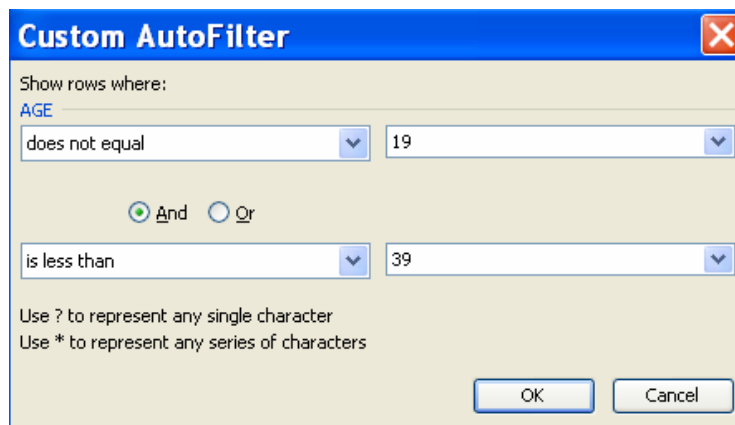 Custom AutoFilter
Show rows where:
AGE
does not equal 19
And Or
is less than 39
Use ? to represent any single character
Use * to represent any series of characters
OK Cancel